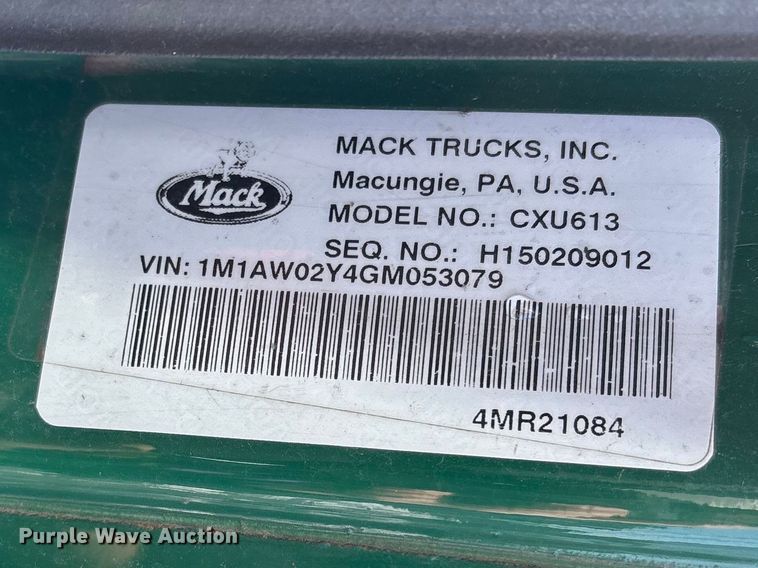 Mack
MACK TRUCKS, INC.
Macungie, PA, U.S.A.
MODEL NO.: CXU613
SEQ. NO.: H150209012
VIN: 1M1AW02Y4GM053079
4MR21084
Purple Wave Auction